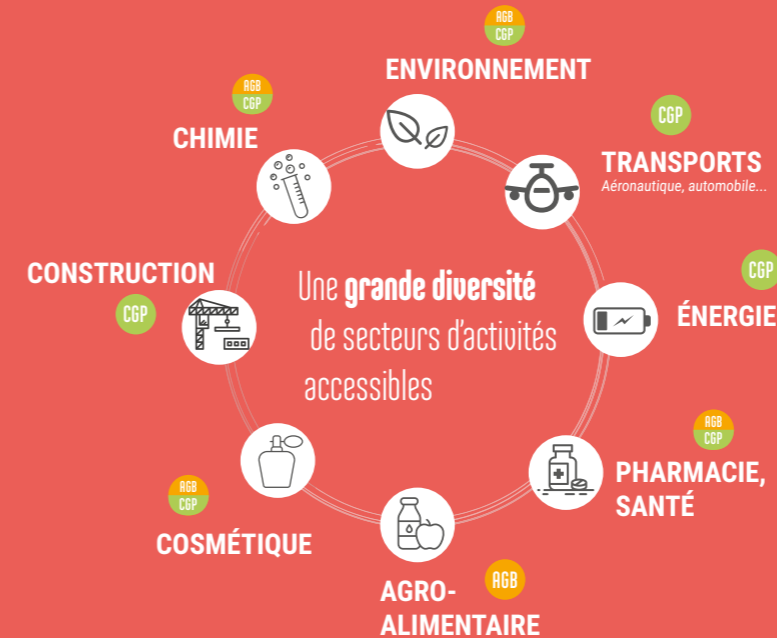 AGB
CGP
ENVIRONNEMENT
AGB
CGP
CHIMIE
CGP
TRANSPORTS
Aéronautique, automobile...
CONSTRUCTION
CGP
Une grande diversité
de secteurs d'activités
accessibles
CGP
ÉNERGIE
AGB
CGP
PHARMACIE,
SANTÉ
AGB
CGP
COSMÉTIQUE
AGB
AGRO-
ALIMENTAIRE